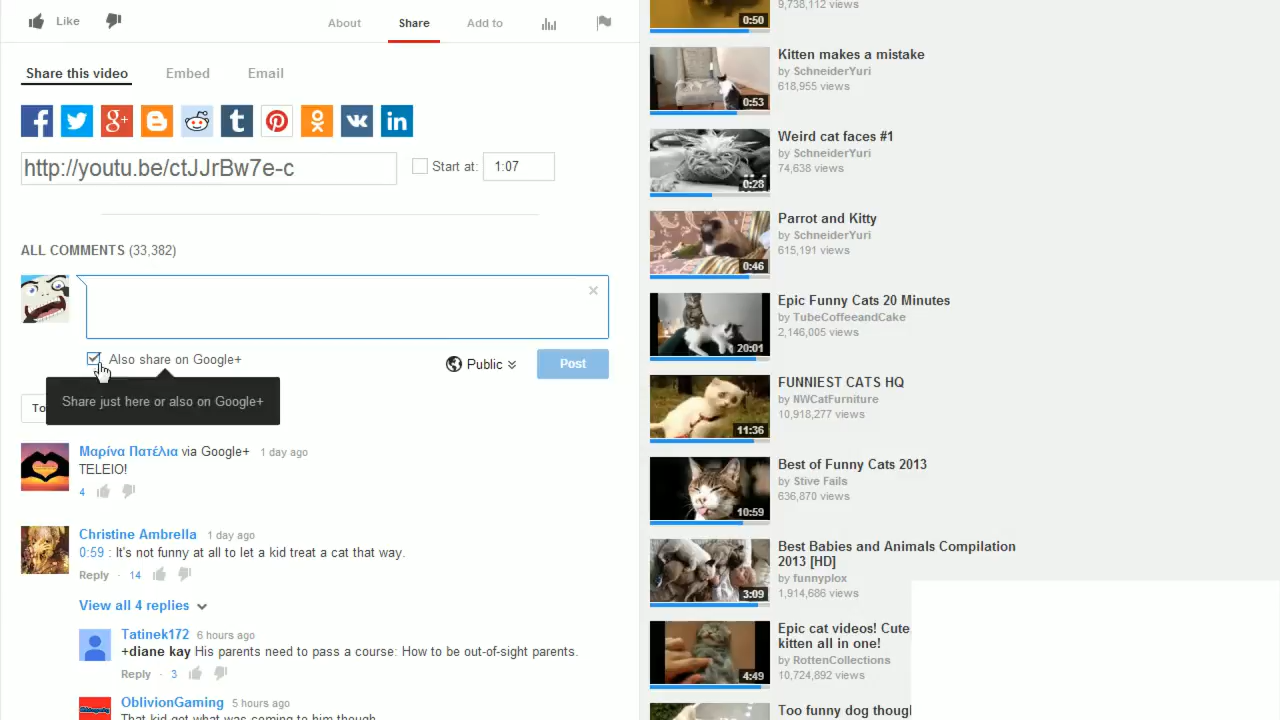 Like
About
Share
Add to
Share this video
Embed
Email
http://youtu.be/ctJJrBw7e-c
Start at:
1:07
ALL COMMENTS (33,382)
Also share on Google+
Public
Post
Share just here or also on Google+
To
Μαρίνα Πατέλια via Google+ 1 day ago
TELEIO!
4
Christine Ambrella 1 day ago
0:59 : It's not funny at all to let a kid treat a cat that way.
Reply · 14
View all 4 replies
Tatinek172 6 hours ago
+diane kay His parents need to pass a course: How to be out-of-sight parents.
Reply · 3
OblivionGaming 5 hours ago
That kid got what was coming to him though
9,738,112 views
0:50
Kitten makes a mistake
by SchneiderYuri
618,955 views
0:53
Weird cat faces #1
by SchneiderYuri
74,638 views
0:28
Parrot and Kitty
by SchneiderYuri
615,191 views
0:46
Epic Funny Cats 20 Minutes
by TubeCoffeeandCake
2,146,005 views
20:01
FUNNIEST CATS HQ
by NWCatFurniture
10,918,277 views
11:36
Best of Funny Cats 2013
by Stive Fails
636,870 views
10:59
Best Babies and Animals Compilation
2013 [HD]
by funnyplox
1,914,686 views
3:09
Epic cat videos! Cute
kitten all in one!
by RottenCollections
10,724,892 views
4:49
Too funny dog though